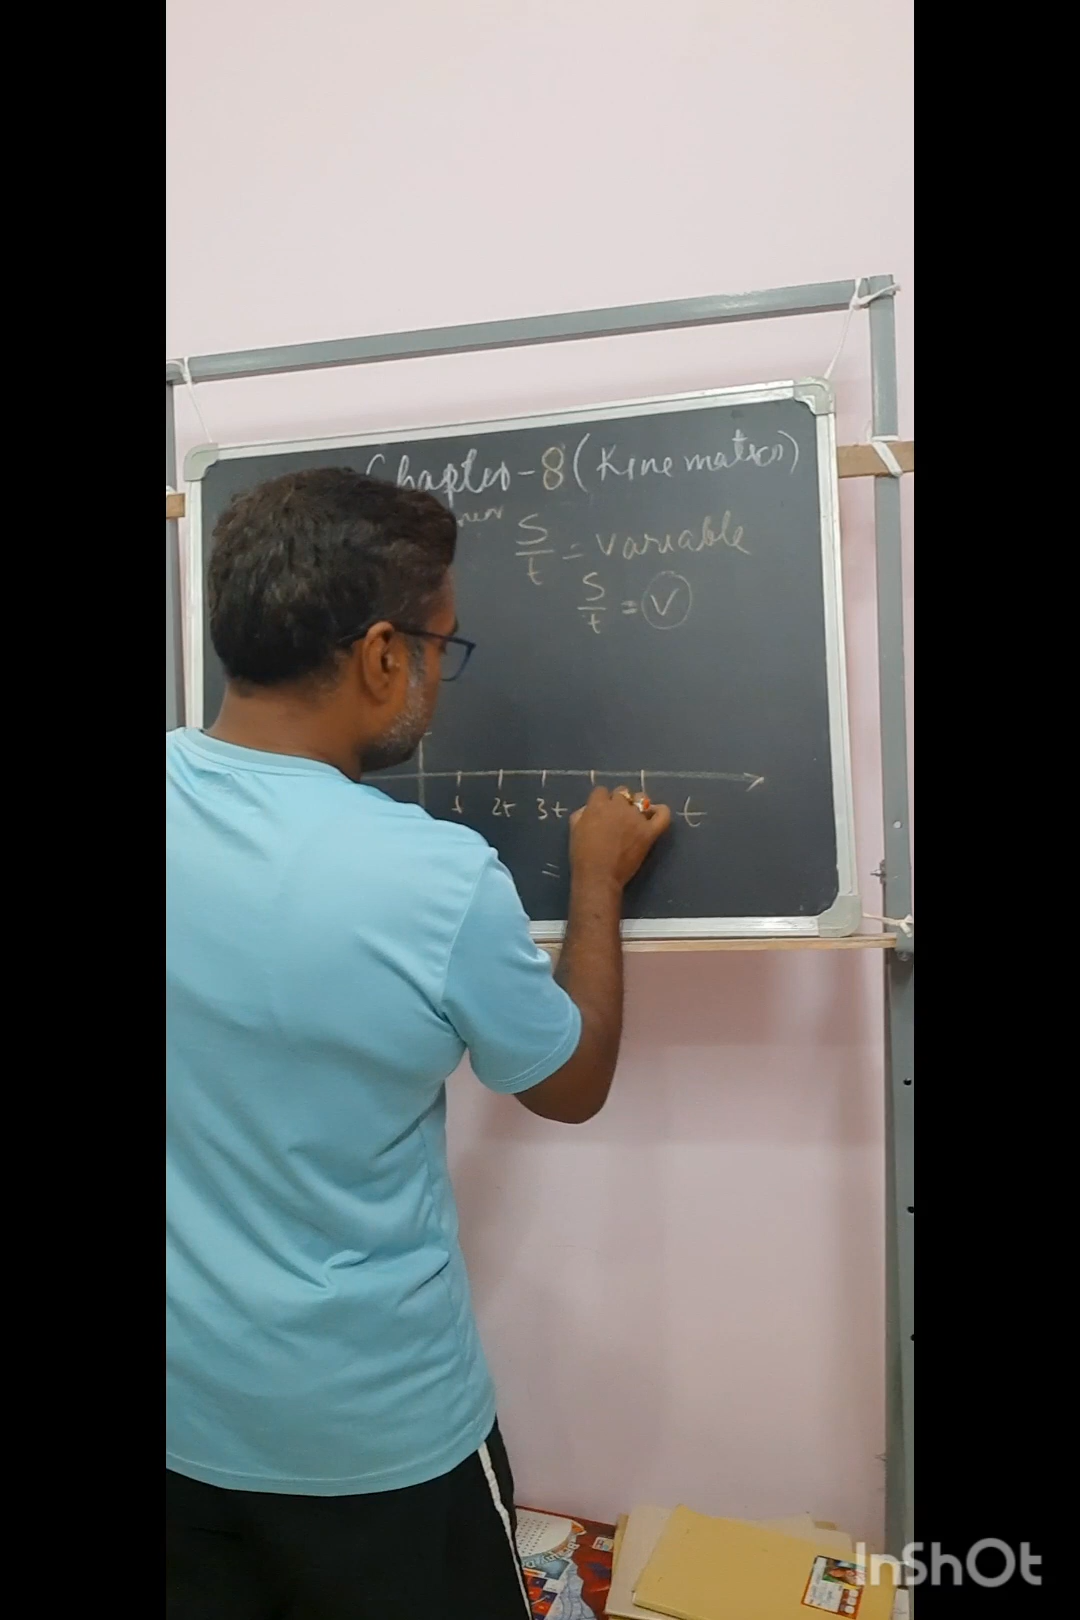 Chapter-8 (Kinematics)
S/t = variable
S/t = V
t 2t 3t t
=
InShOt